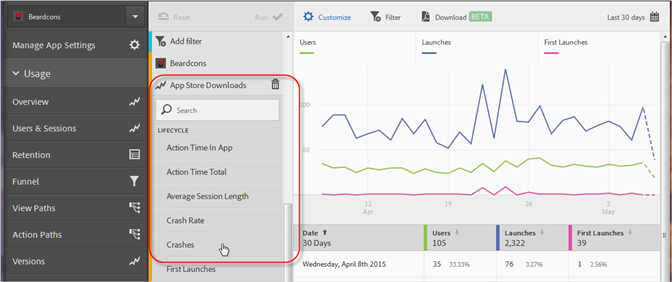 Beardcons
Manage App Settings
Usage
Overview
Users & Sessions
Retention
Funnel
View Paths
Action Paths
Versions
Reset
Run
Add filter
Beardcons
App Store Downloads
Search
LIFECYCLE
Action Time In App
Action Time Total
Average Session Length
Crash Rate
Crashes
First Launches
Customize
Filter
Download BETA
Last 30 days
Users
Launches
First Launches
100
50
12
Apr
19
26
3
May
Date Users Launches First Launches
30 Days 105 2,322 39
Wednesday, April 8th 2015 35 33.33% 76 3.27% 1 2.56%